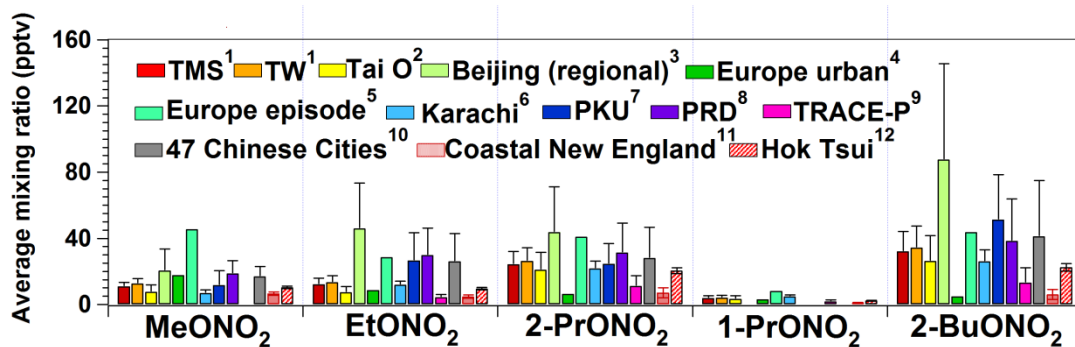 Average mixing ratio (pptv)
160
120
80
40
0
TMS¹ TW¹ Tai O² Beijing (regional)³ Europe urban⁴
Europe episode⁵ Karachi⁶ PKU⁷ PRD⁸ TRACE-P⁹
47 Chinese Cities¹⁰ Coastal New England¹¹ Hok Tsui¹²
MeONO₂ EtONO₂ 2-PrONO₂ 1-PrONO₂ 2-BuONO₂